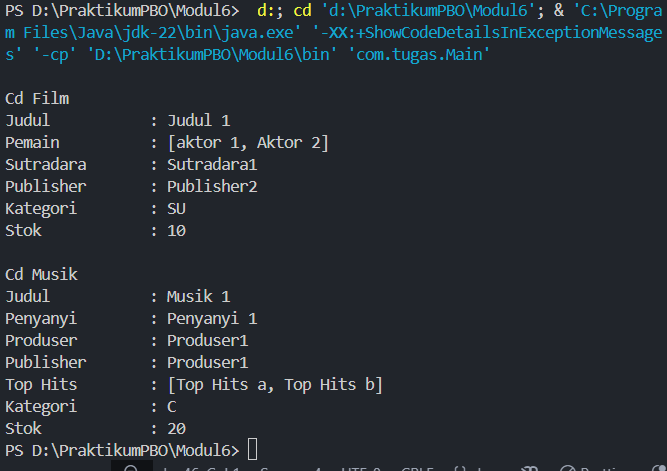 PS D:\PraktikumPBO\Modul6>  d:; cd 'd:\PraktikumPBO\Modul6'; & 'C:\Progra
m Files\Java\jdk-22\bin\java.exe' '-XX:+ShowCodeDetailsInExceptionMessage
s' '-cp' 'D:\PraktikumPBO\Modul6\bin' 'com.tugas.Main'
Cd Film
Judul         : Judul 1
Pemain        : [aktor 1, Aktor 2]
Sutradara     : Sutradara1
Publisher     : Publisher2
Kategori      : SU
Stok          : 10
Cd Musik
Judul         : Musik 1
Penyanyi      : Penyanyi 1
Produser      : Produser1
Publisher     : Produser1
Top Hits      : [Top Hits a, Top Hits b]
Kategori      : C
Stok          : 20
PS D:\PraktikumPBO\Modul6>